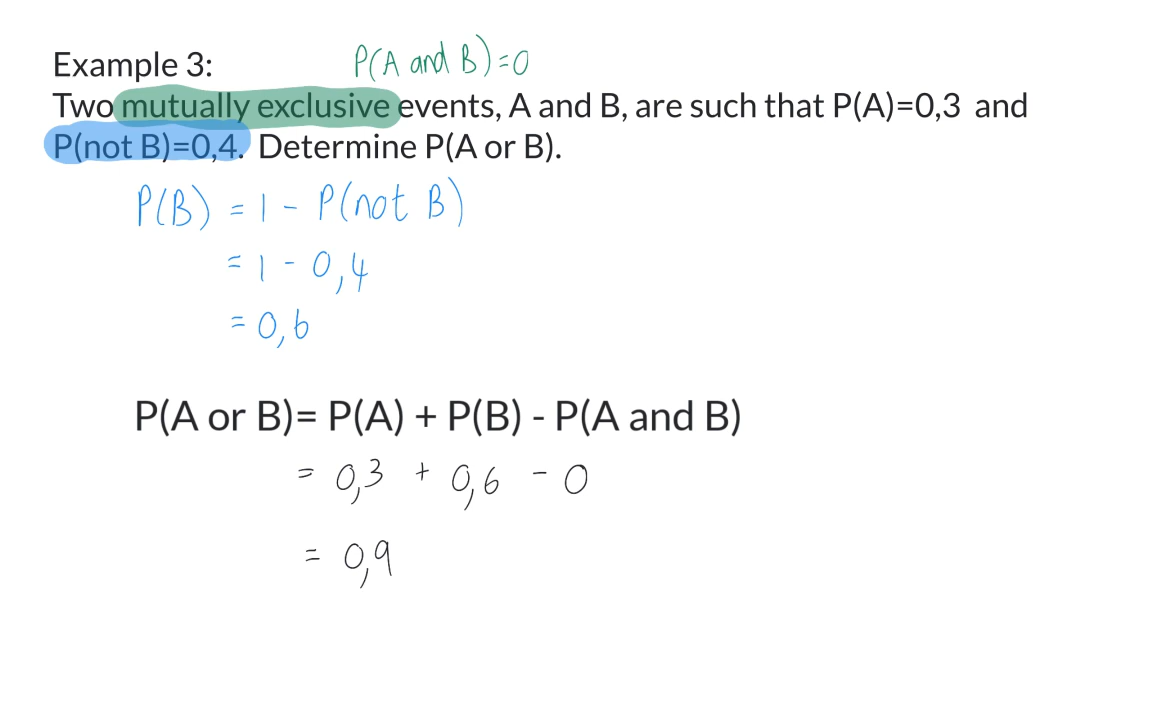 Example 3:
P(A and B)=0
Two mutually exclusive events, A and B, are such that P(A)=0,3 and
P(not B)=0,4. Determine P(A or B).
P(B) = 1 - P(not B)
= 1 - 0,4
= 0,6
P(A or B)= P(A) + P(B) - P(A and B)
= 0,3 + 0,6 - 0
= 0,9